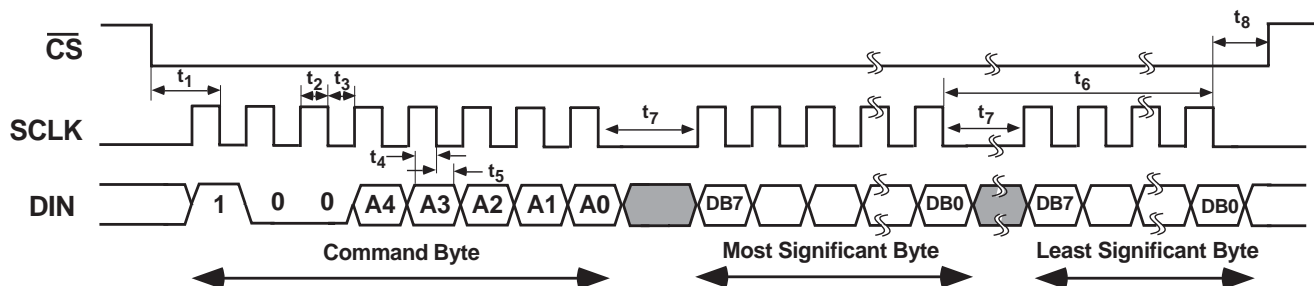 CS
t8
t1
t2
t3
t6
SCLK
t7
t7
t4
t5
DIN
1
0
0
A4
A3
A2
A1
A0
DB7
DB0
DB7
DB0
Command Byte
Most Significant Byte
Least Significant Byte